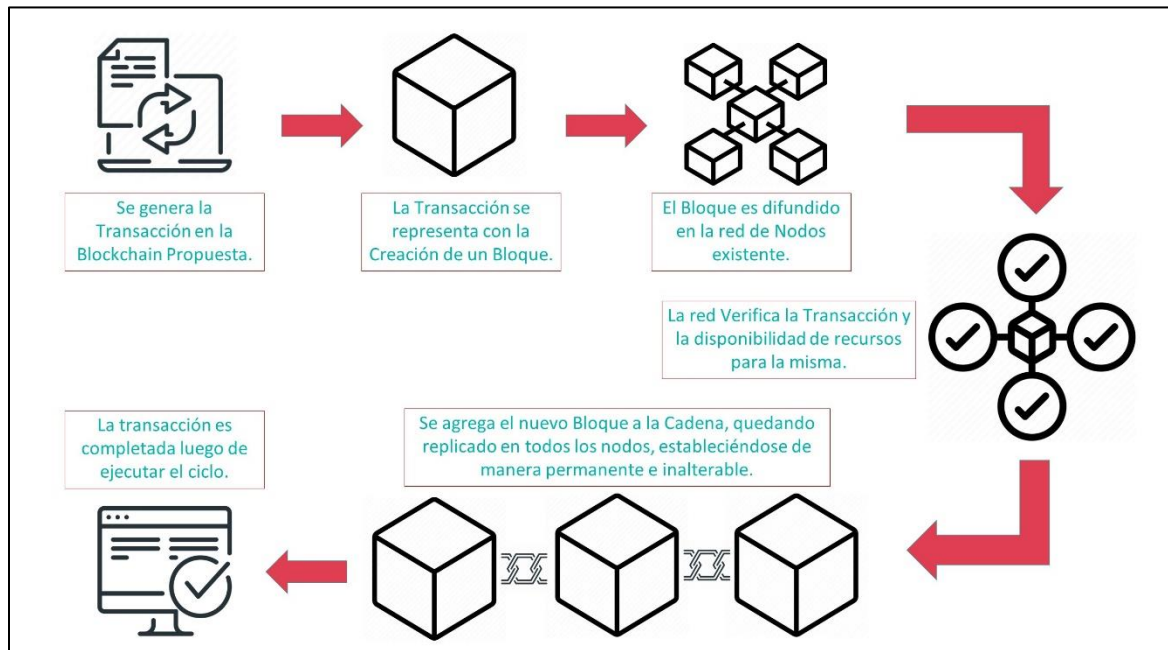 Se genera la
Transacción en la
Blockchain Propuesta.
La Transacción se
representa con la
Creación de un Bloque.
El Bloque es difundido
en la red de Nodos
existente.
La red Verifica la Transacción y
la disponibilidad de recursos
para la misma.
Se agrega el nuevo Bloque a la Cadena, quedando
replicado en todos los nodos, estableciéndose de
manera permanente e inalterable.
La transacción es
completada luego de
ejecutar el ciclo.